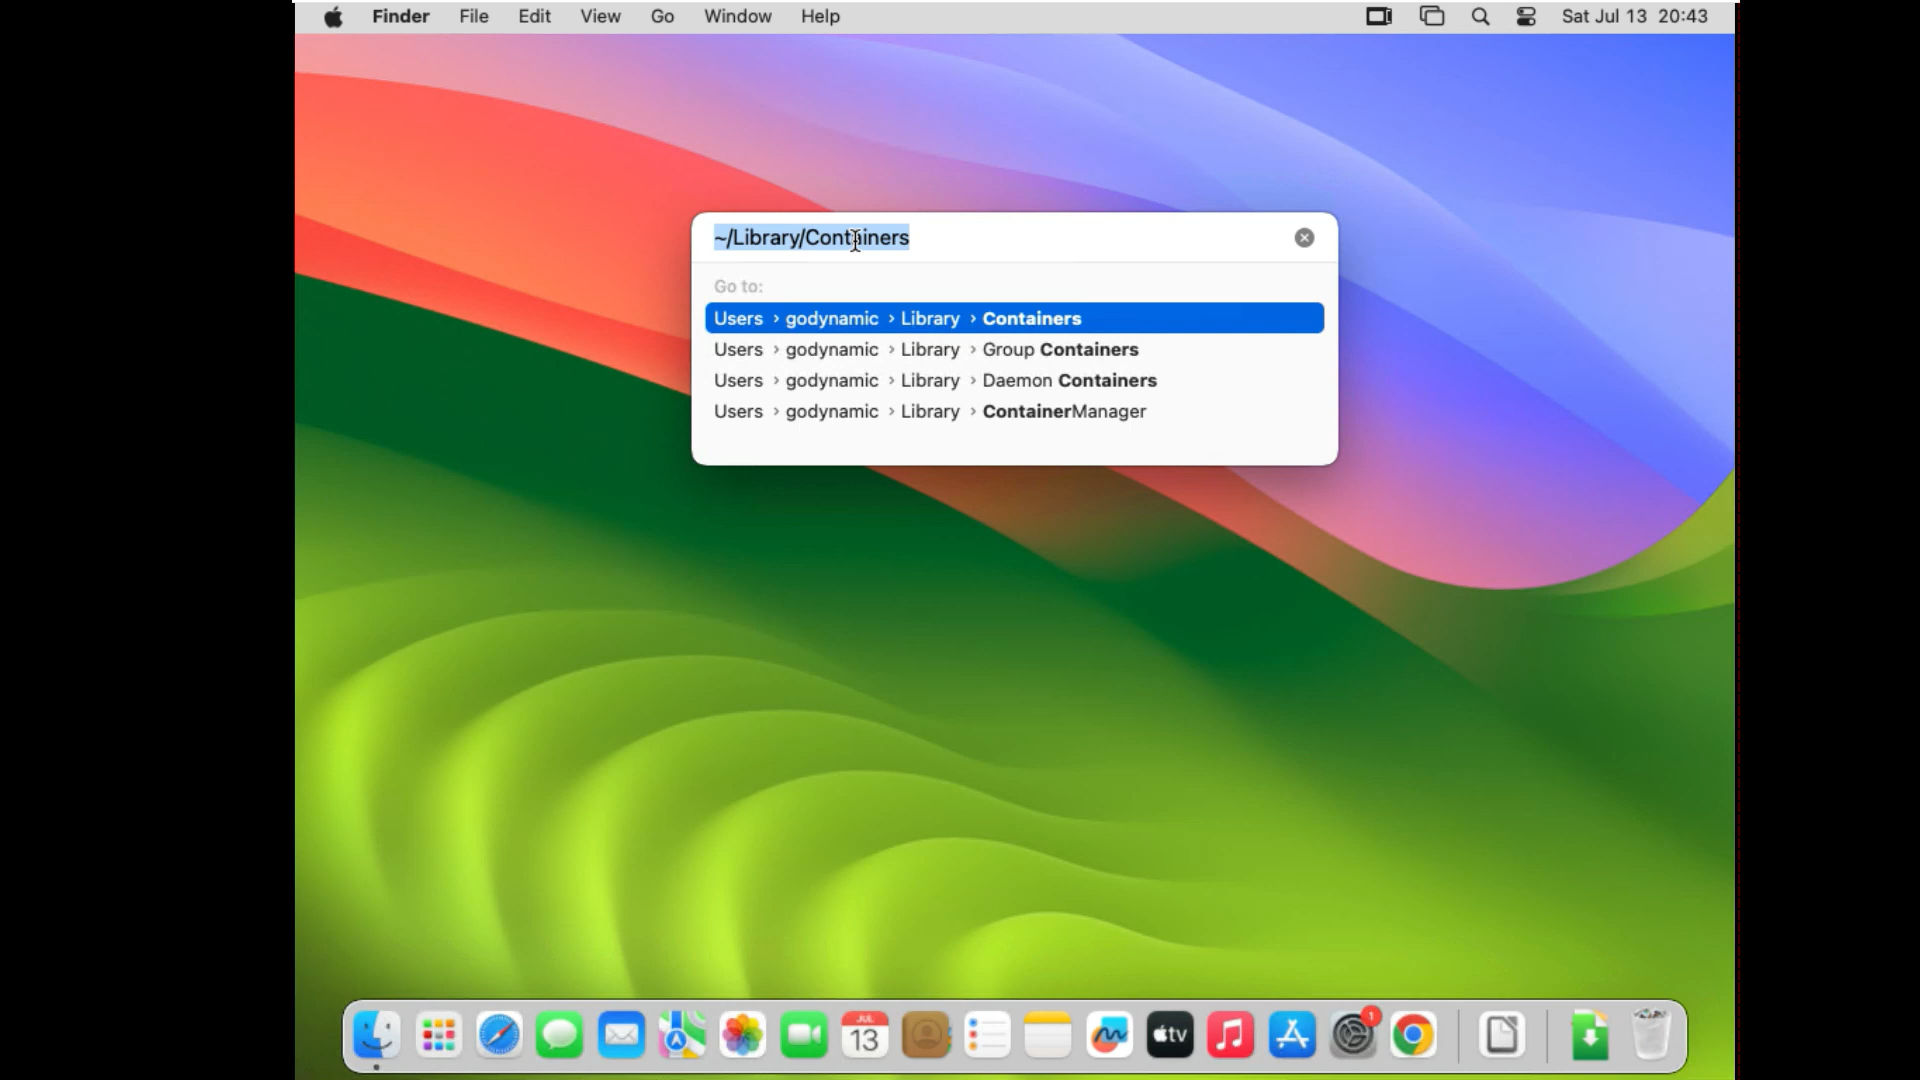 Finder File Edit View Go Window Help Sat Jul 13 20:43
~/Library/Containers
Go to:
Users › godynamic › Library › Containers
Users › godynamic › Library › Group Containers
Users › godynamic › Library › Daemon Containers
Users › godynamic › Library › ContainerManager
JUL
13
tv
1